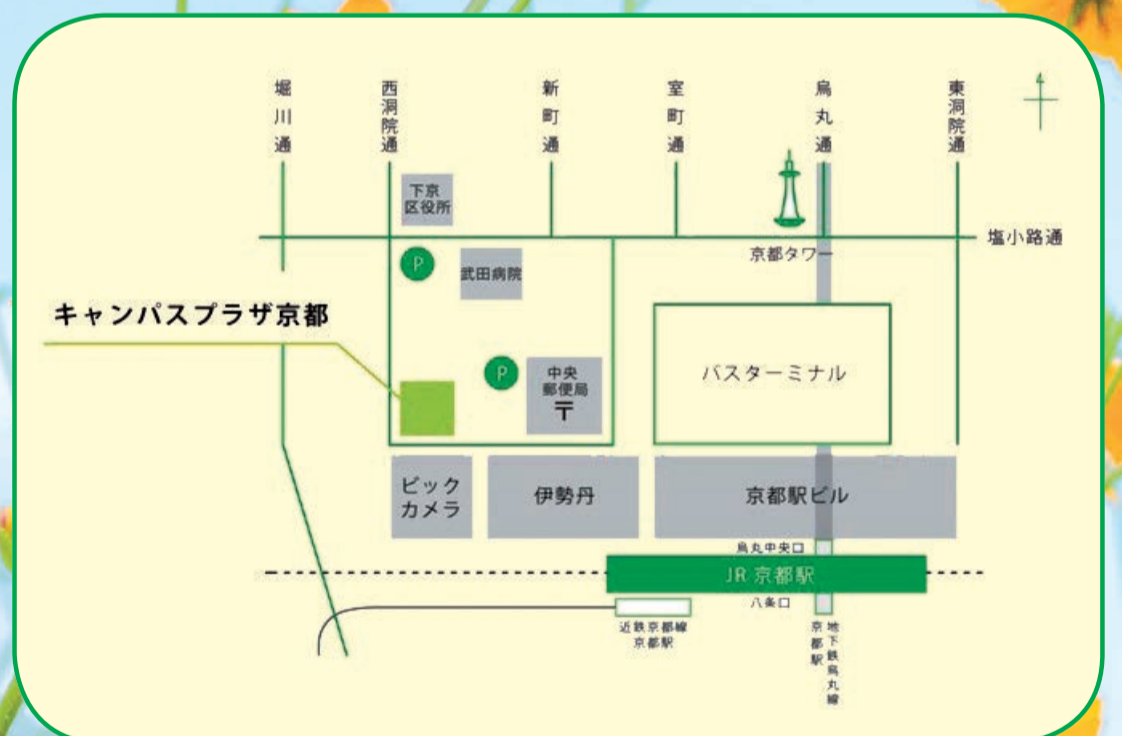 堀川通
西洞院通
新町通
室町通
烏丸通
東洞院通
4
下京
区役所
塩小路通
京都タワー
P
武田病院
キャンパスプラザ京都
P
中央
郵便局
〒
バスターミナル
ビック
カメラ
伊勢丹
京都駅ビル
烏丸中央口
JR 京都駅
八条口
近鉄京都線
京都駅
地下鉄烏丸線
京都駅